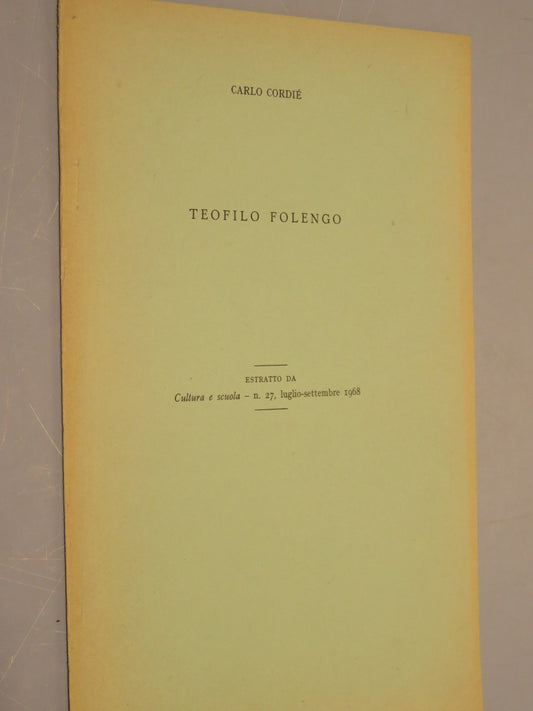 CARLO CORDIÉ
TEOFILO FOLENGO
ESTRATTO DA
Cultura e scuola – n. 27, luglio-settembre 1968